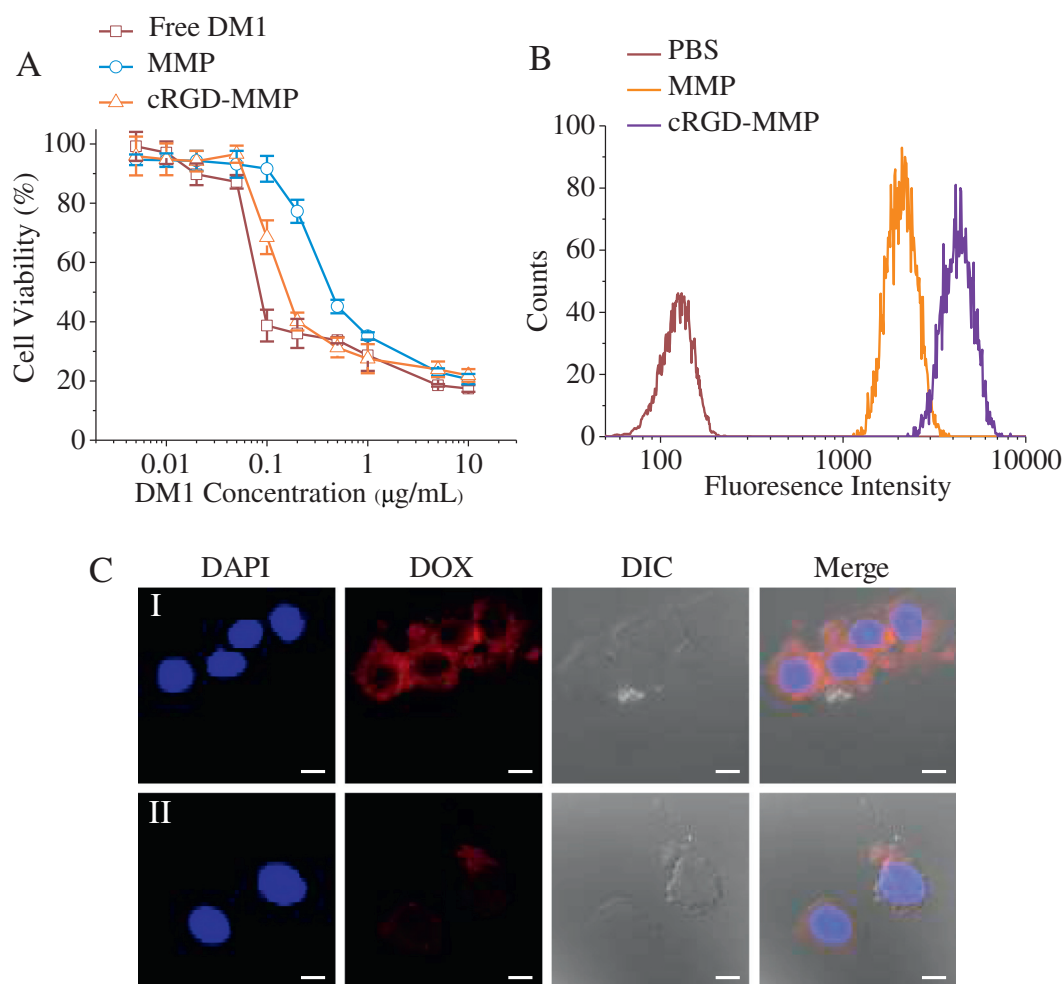 A
Free DM1
MMP
cRGD-MMP
Cell Viability (%)
100
80
60
40
20
0
0.01 0.1 1 10
DM1 Concentration (μg/mL)
B
PBS
MMP
cRGD-MMP
Counts
100
80
60
40
20
0
100 1000 10000
Fluoresence Intensity
C
DAPI DOX DIC Merge
I
II